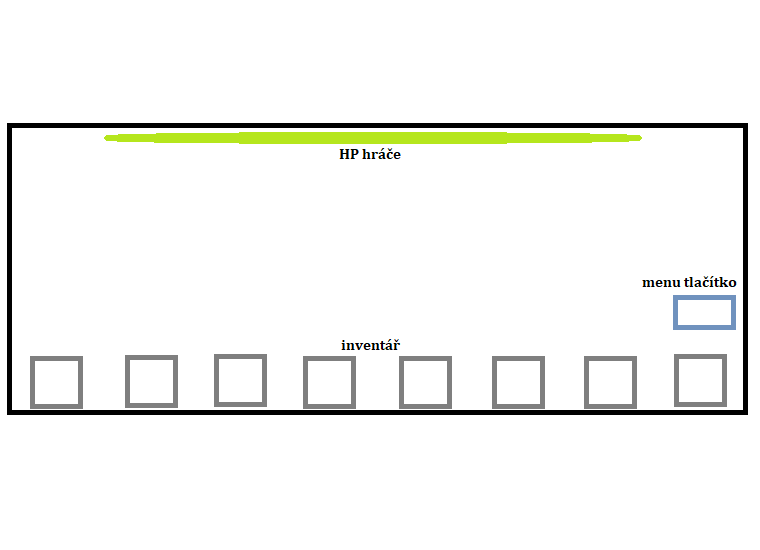 HP hráče
menu tlačítko
inventář